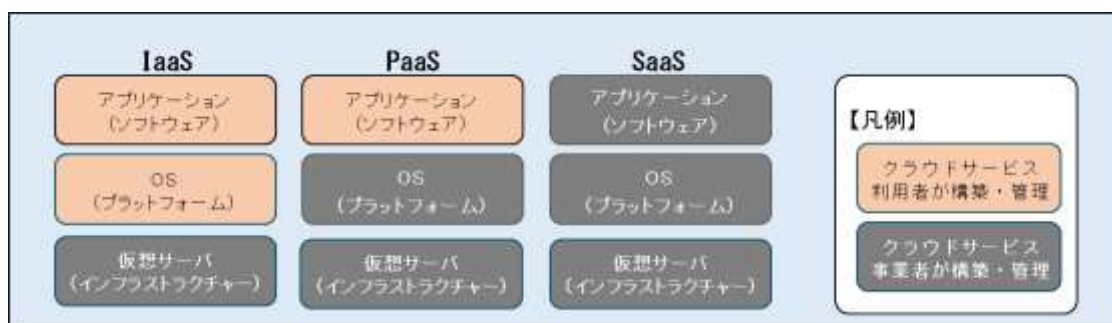 IaaS
アプリケーション
(ソフトウェア)
OS
(プラットフォーム)
仮想サーバ
(インフラストラクチャー)
PaaS
アプリケーション
(ソフトウェア)
OS
(プラットフォーム)
仮想サーバ
(インフラストラクチャー)
SaaS
アプリケーション
(ソフトウェア)
OS
(プラットフォーム)
仮想サーバ
(インフラストラクチャー)
【凡例】
クラウドサービス
利用者が構築・管理
クラウドサービス
事業者が構築・管理